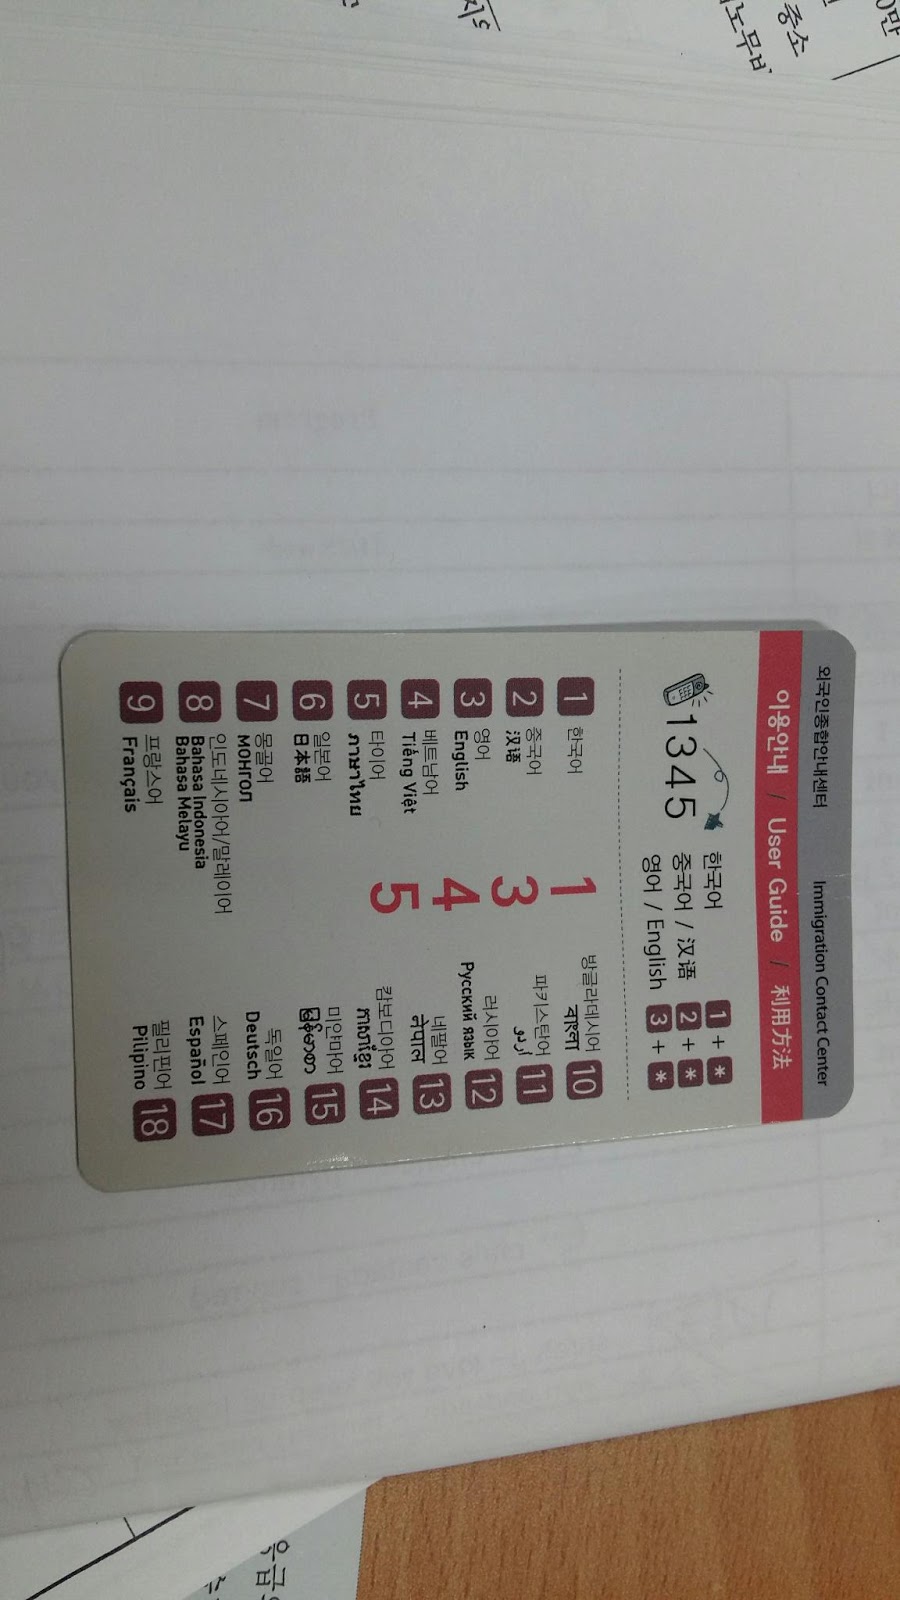 외국인종합안내센터 Immigration Contact Center
이용안내 / User Guide / 利用方法
1345
한국어 1 + *
중국어 / 汉语 2 + *
영어 / English 3 + *
1 한국어
2 중국어
汉语
3 영어
English
4 베트남어
Tiếng Việt
5 타이어
ภาษาไทย
6 일본어
日本語
7 몽골어
МОНГОЛ
8 인도네시아어/말레이어
Bahasa Indonesia
Bahasa Melayu
9 프랑스어
Français
1
3
4
5
방글라데시어 10
বাংলা
파키스탄어 11
اردو
러시아어 12
Русский язык
네팔어 13
नेपाल
캄보디아어 14
ភាសាខ្មែរ
미얀마어 15
독일어 16
Deutsch
스페인어 17
Español
필리핀어 18
Pilipino
중소